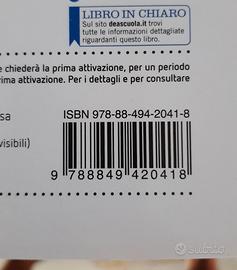 LIBRO IN CHIARO
Sul sito deascuola.it trovi
tutte le informazioni dettagliate
riguardanti questo libro.
e chiederà la prima attivazione, per un periodo
rima attivazione. Per i dettagli e per consultare
sa
ISBN 978-88-494-2041-8
visibili)
9 788849 420418
subito